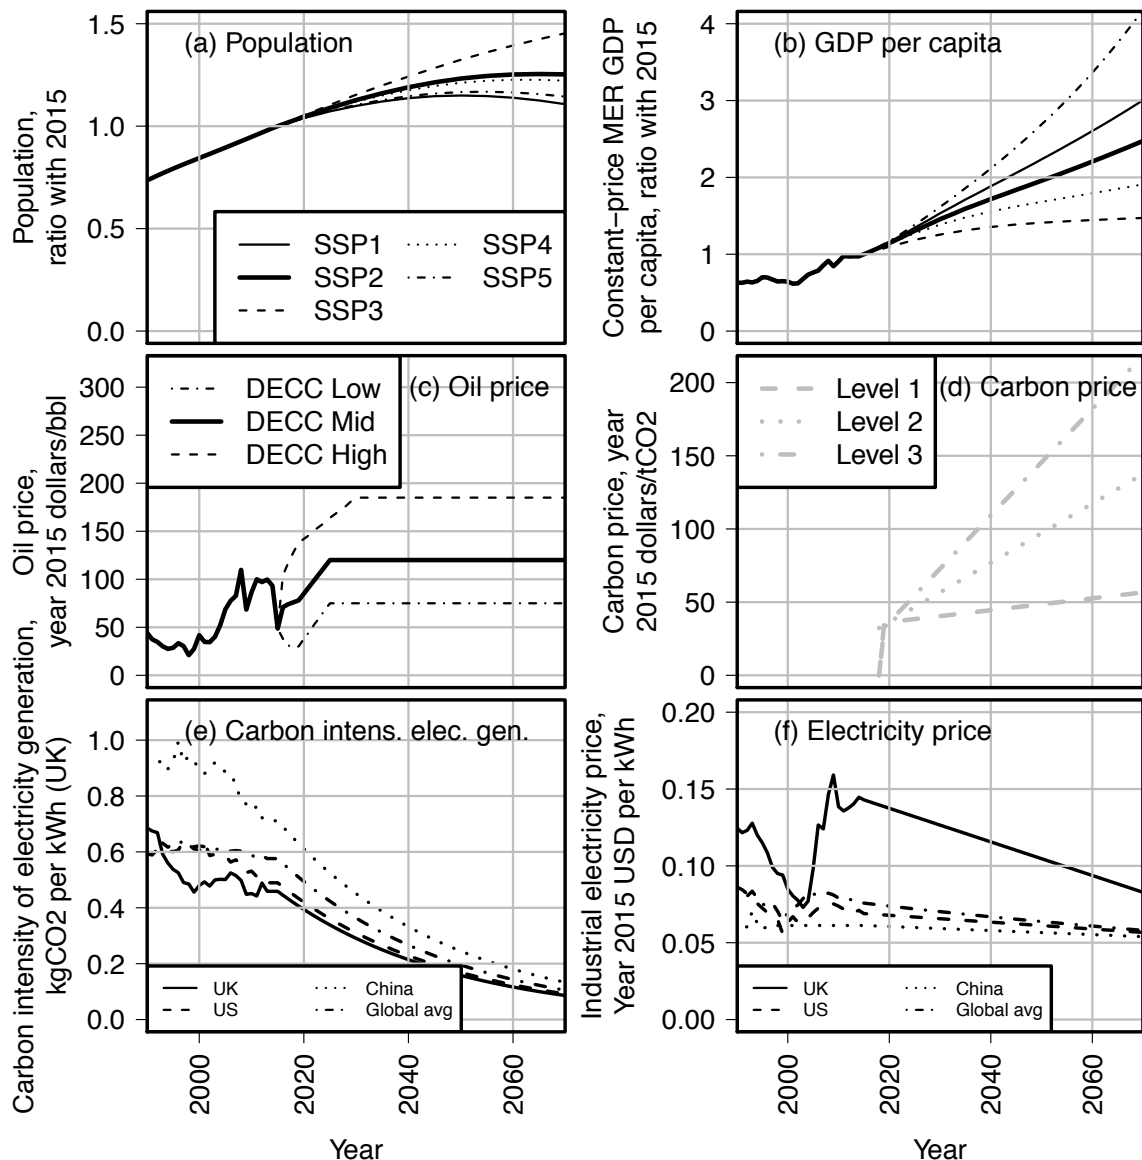 (a) Population
Population,
ratio with 2015
1.5
1.0
0.5
0.0
SSP1
SSP2
SSP3
SSP4
SSP5
(b) GDP per capita
Constant−price MER GDP
per capita, ratio with 2015
4
3
2
1
0
(c) Oil price
Oil price,
year 2015 dollars/bbl
300
250
200
150
100
50
0
DECC Low
DECC Mid
DECC High
(d) Carbon price
Carbon price, year
2015 dollars/tCO2
200
150
100
50
0
Level 1
Level 2
Level 3
(e) Carbon intens. elec. gen.
Carbon intensity of electricity generation,
kgCO2 per kWh (UK)
1.0
0.8
0.6
0.4
0.2
0.0
UK
US
China
Global avg
2000
2020
2040
2060
Year
(f) Electricity price
Industrial electricity price,
Year 2015 USD per kWh
0.20
0.15
0.10
0.05
0.00
UK
US
China
Global avg
2000
2020
2040
2060
Year